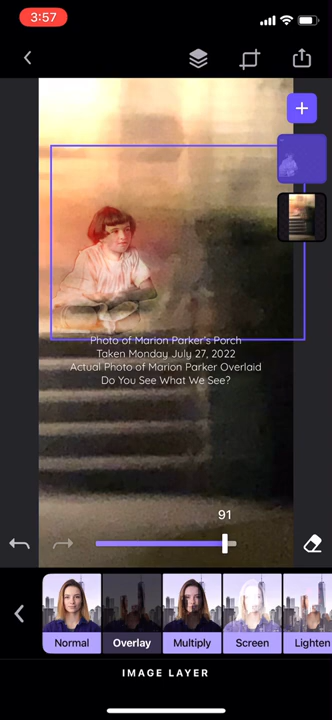 3:57
Photo of Marion Parker's Porch
Taken Monday July 27, 2022
Actual Photo of Marion Parker Overlaid
Do You See What We See?
91
Normal
Overlay
Multiply
Screen
Lighten
IMAGE LAYER